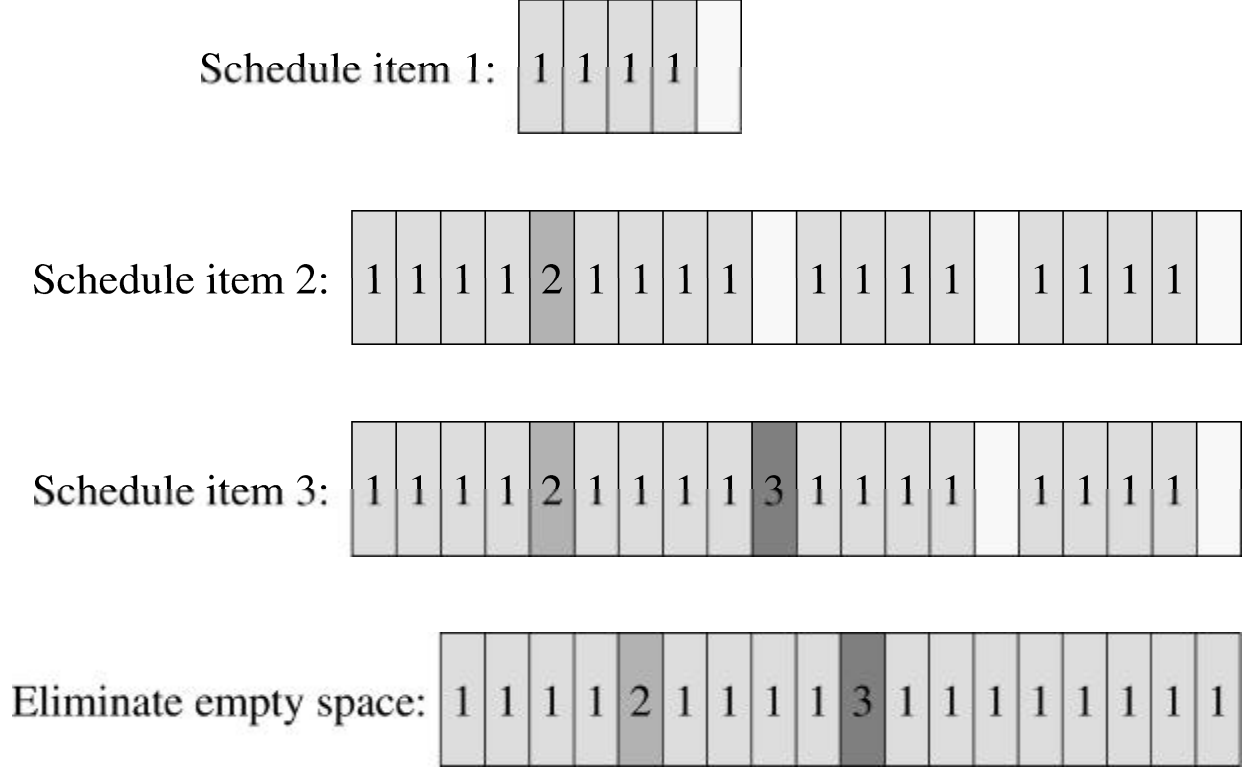 Schedule item 1: 1 1 1 1
Schedule item 2: 1 1 1 1 2 1 1 1 1 1 1 1 1 1 1 1 1
Schedule item 3: 1 1 1 1 2 1 1 1 1 3 1 1 1 1 1 1 1 1
Eliminate empty space: 1 1 1 1 2 1 1 1 1 3 1 1 1 1 1 1 1 1